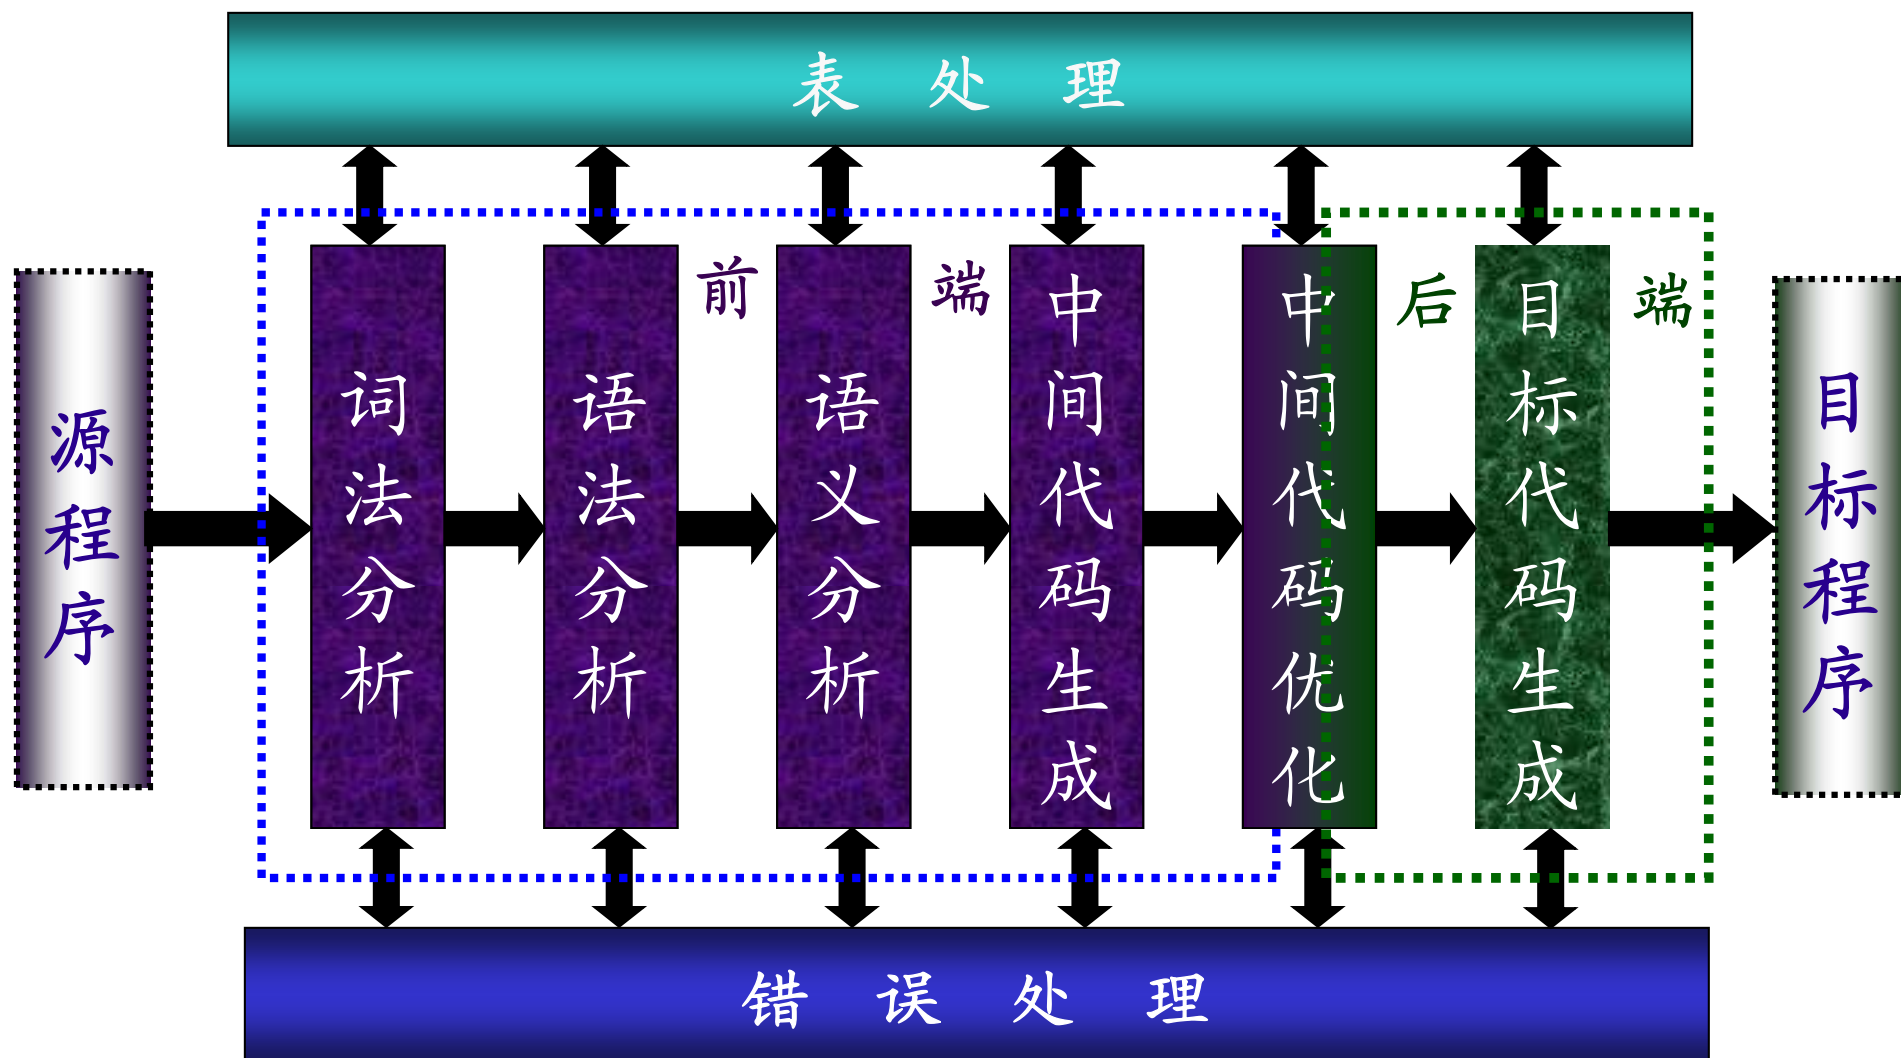 表处理
前端
后端
源程序
词法分析
语法分析
语义分析
中间代码生成
中间代码优化
目标代码生成
目标程序
错误处理